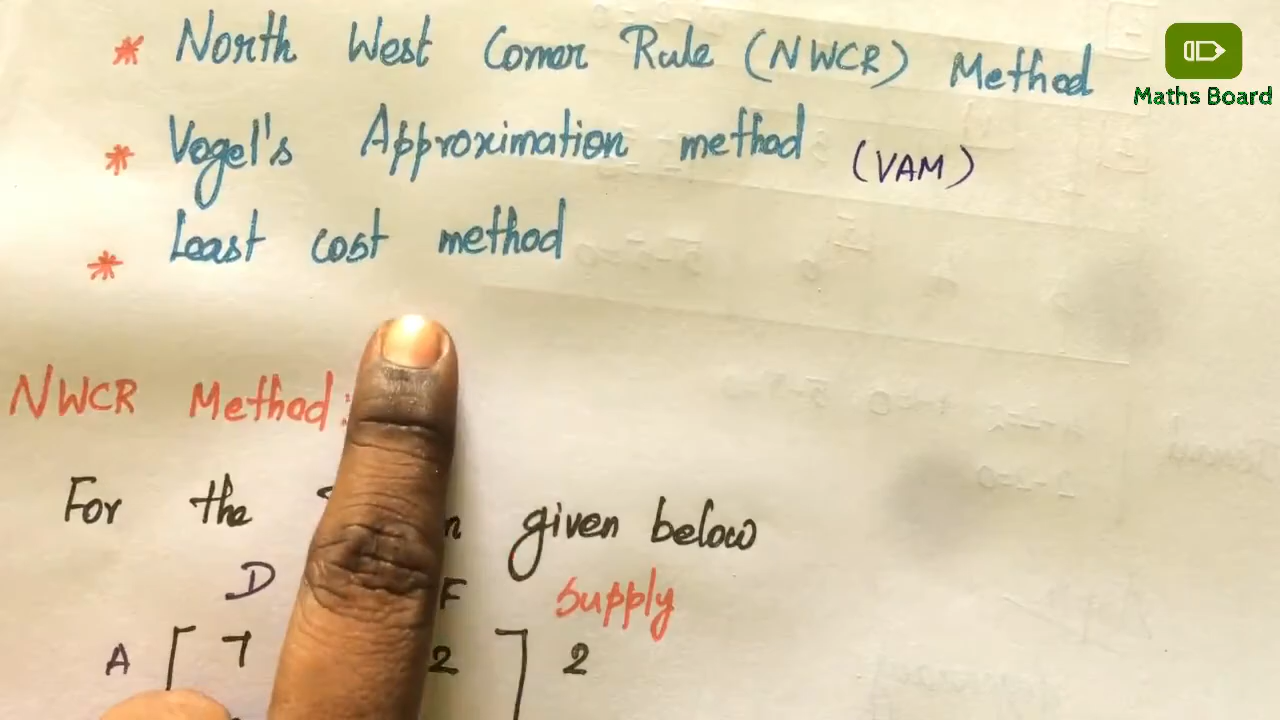 * North West Corner Rule (NWCR) Method
Maths Board
* Vogel's Approximation method (VAM)
* Least cost method
NWCR Method:
For the given below
D F Supply
A 7 2 2